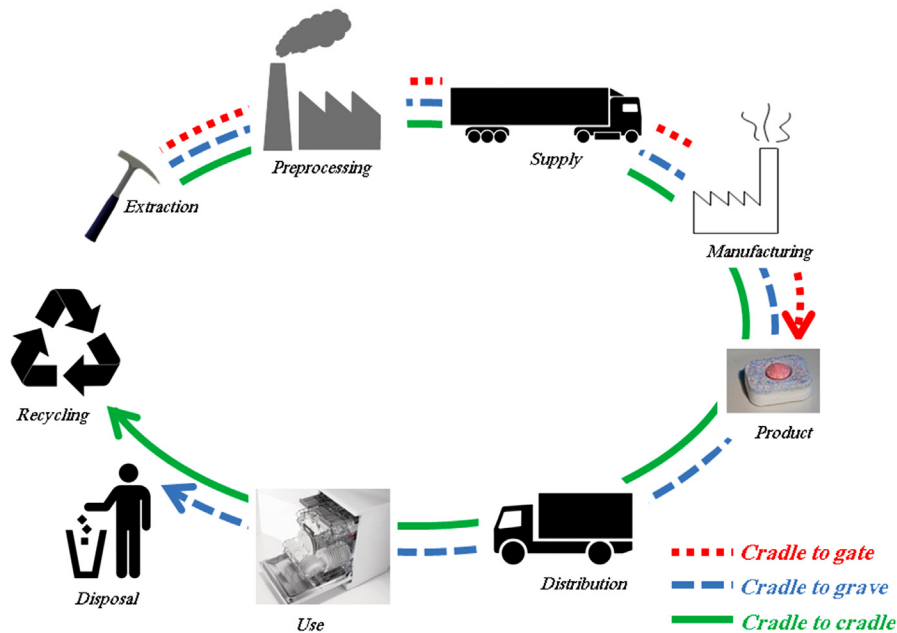 Preprocessing
Supply
Extraction
Manufacturing
Recycling
Product
Disposal
Use
Distribution
Cradle to gate
Cradle to grave
Cradle to cradle